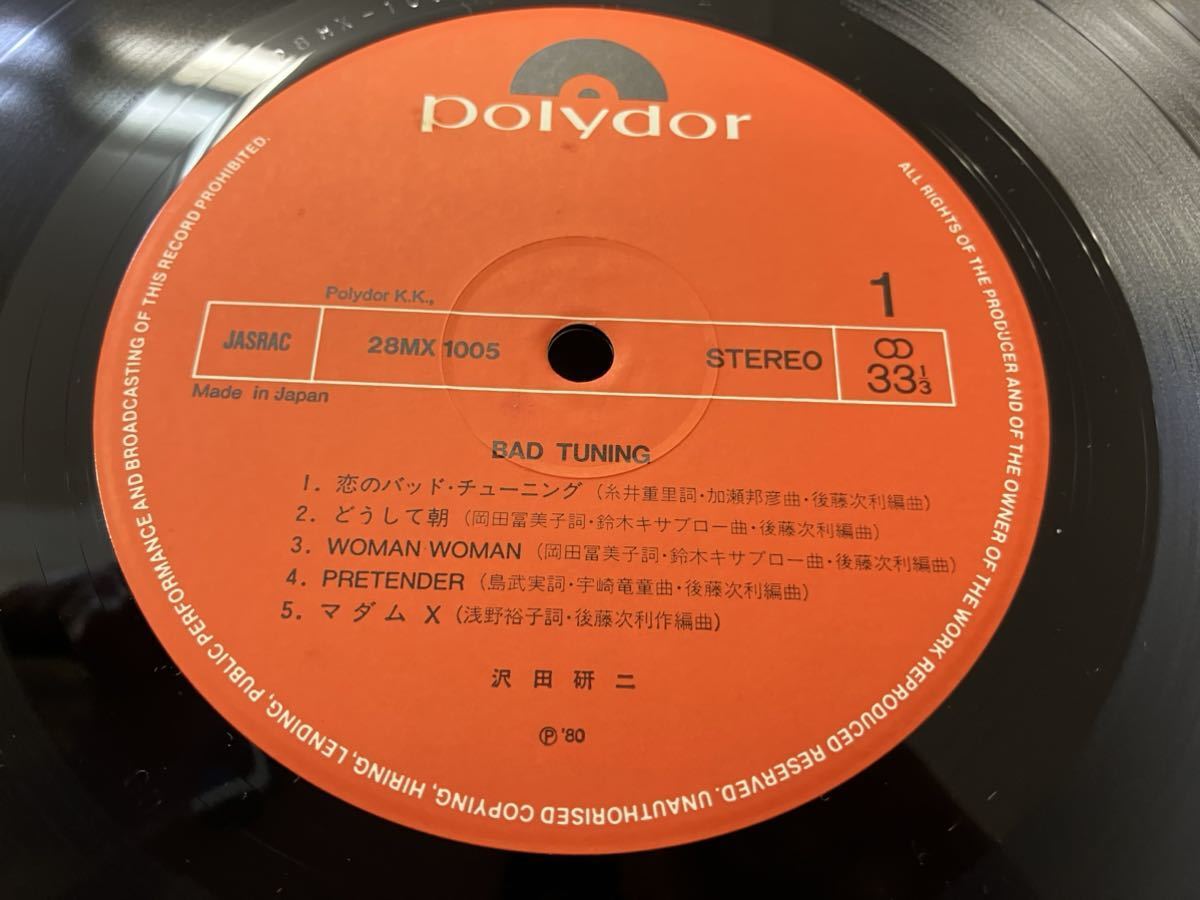 28MX-10
polydor
ALL RIGHTS OF THE PRODUCER AND OF THE OWNER OF THE WORK REPRODUCED RESERVED. UNAUTHORISED COPYING, HIRING, LENDING, PUBLIC PERFORMANCE AND BROADCASTING OF THIS RECORD PROHIBITED.
1
Polydor K.K.,
JASRAC 28MX 1005 STEREO 33 1/3
Made in Japan
BAD TUNING
1. 恋のバッド・チューニング (糸井重里詞・加瀬邦彦曲・後藤次利編曲)
2. どうして朝 (岡田冨美子詞・鈴木キサブロー曲・後藤次利編曲)
3. WOMAN WOMAN (岡田冨美子詞・鈴木キサブロー曲・後藤次利編曲)
4. PRETENDER (島武実詞・宇崎竜童曲・後藤次利編曲)
5. マダム X (浅野裕子詞・後藤次利作編曲)
沢田研二
Ⓟ '80